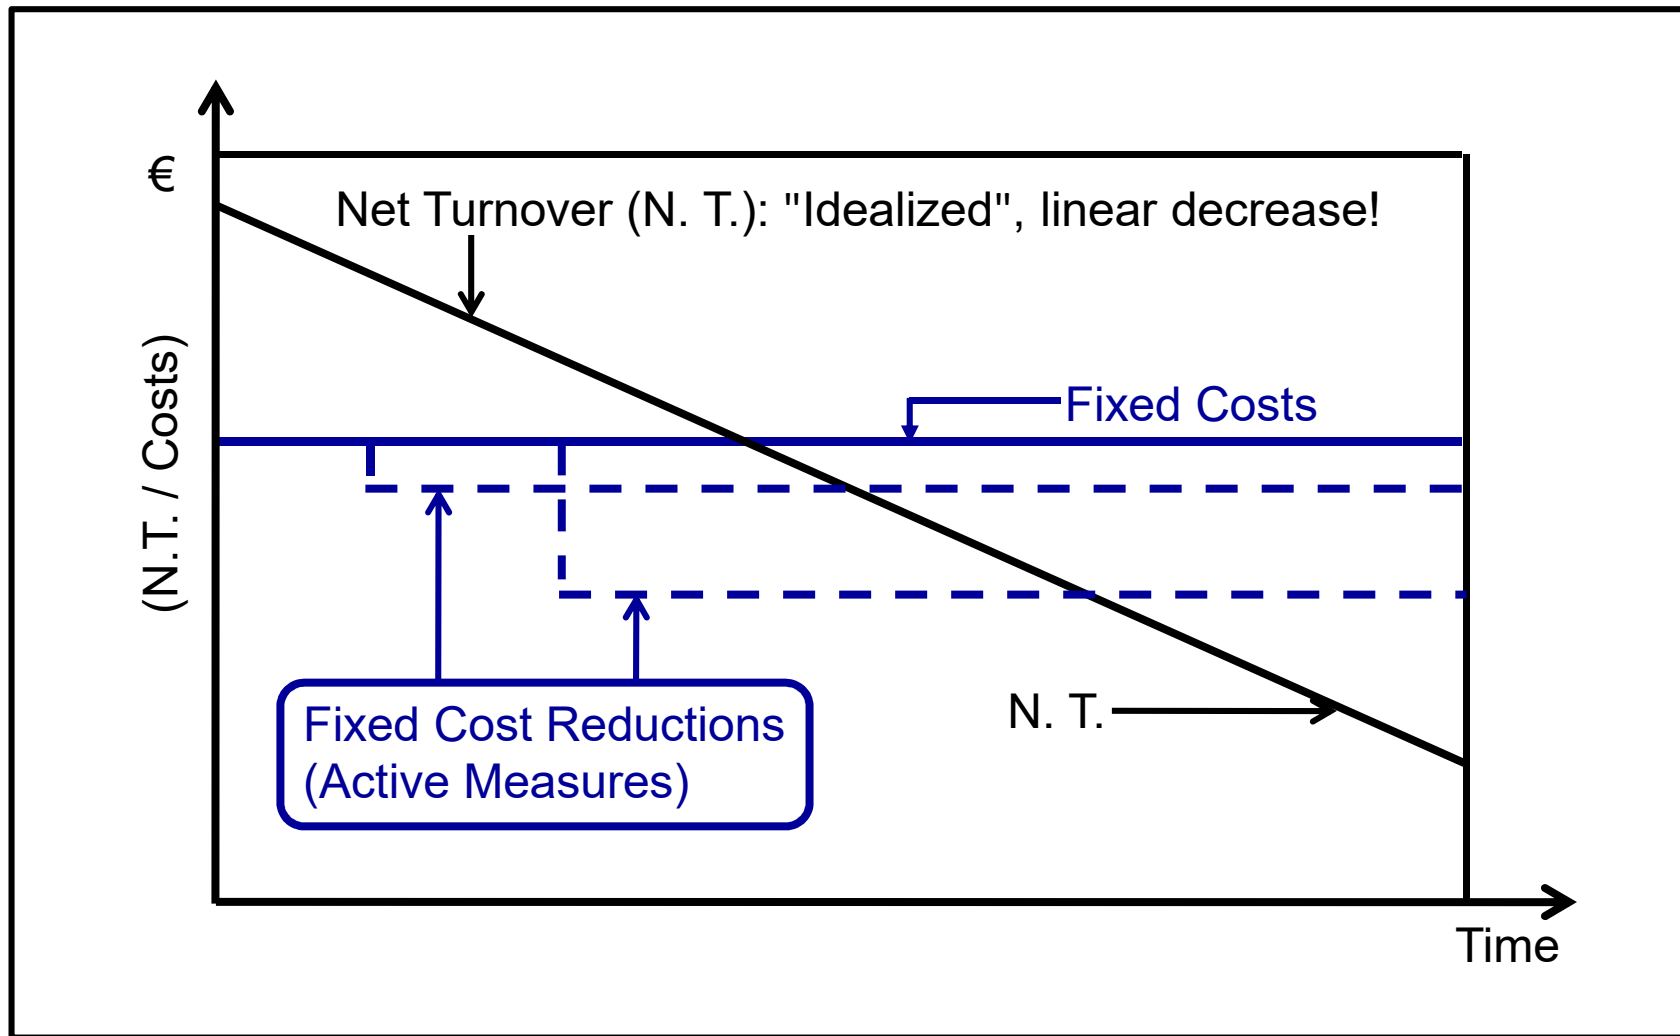 €
Net Turnover (N. T.): "Idealized", linear decrease!
(N.T. / Costs)
Fixed Costs
Fixed Cost Reductions
(Active Measures)
N. T.
Time